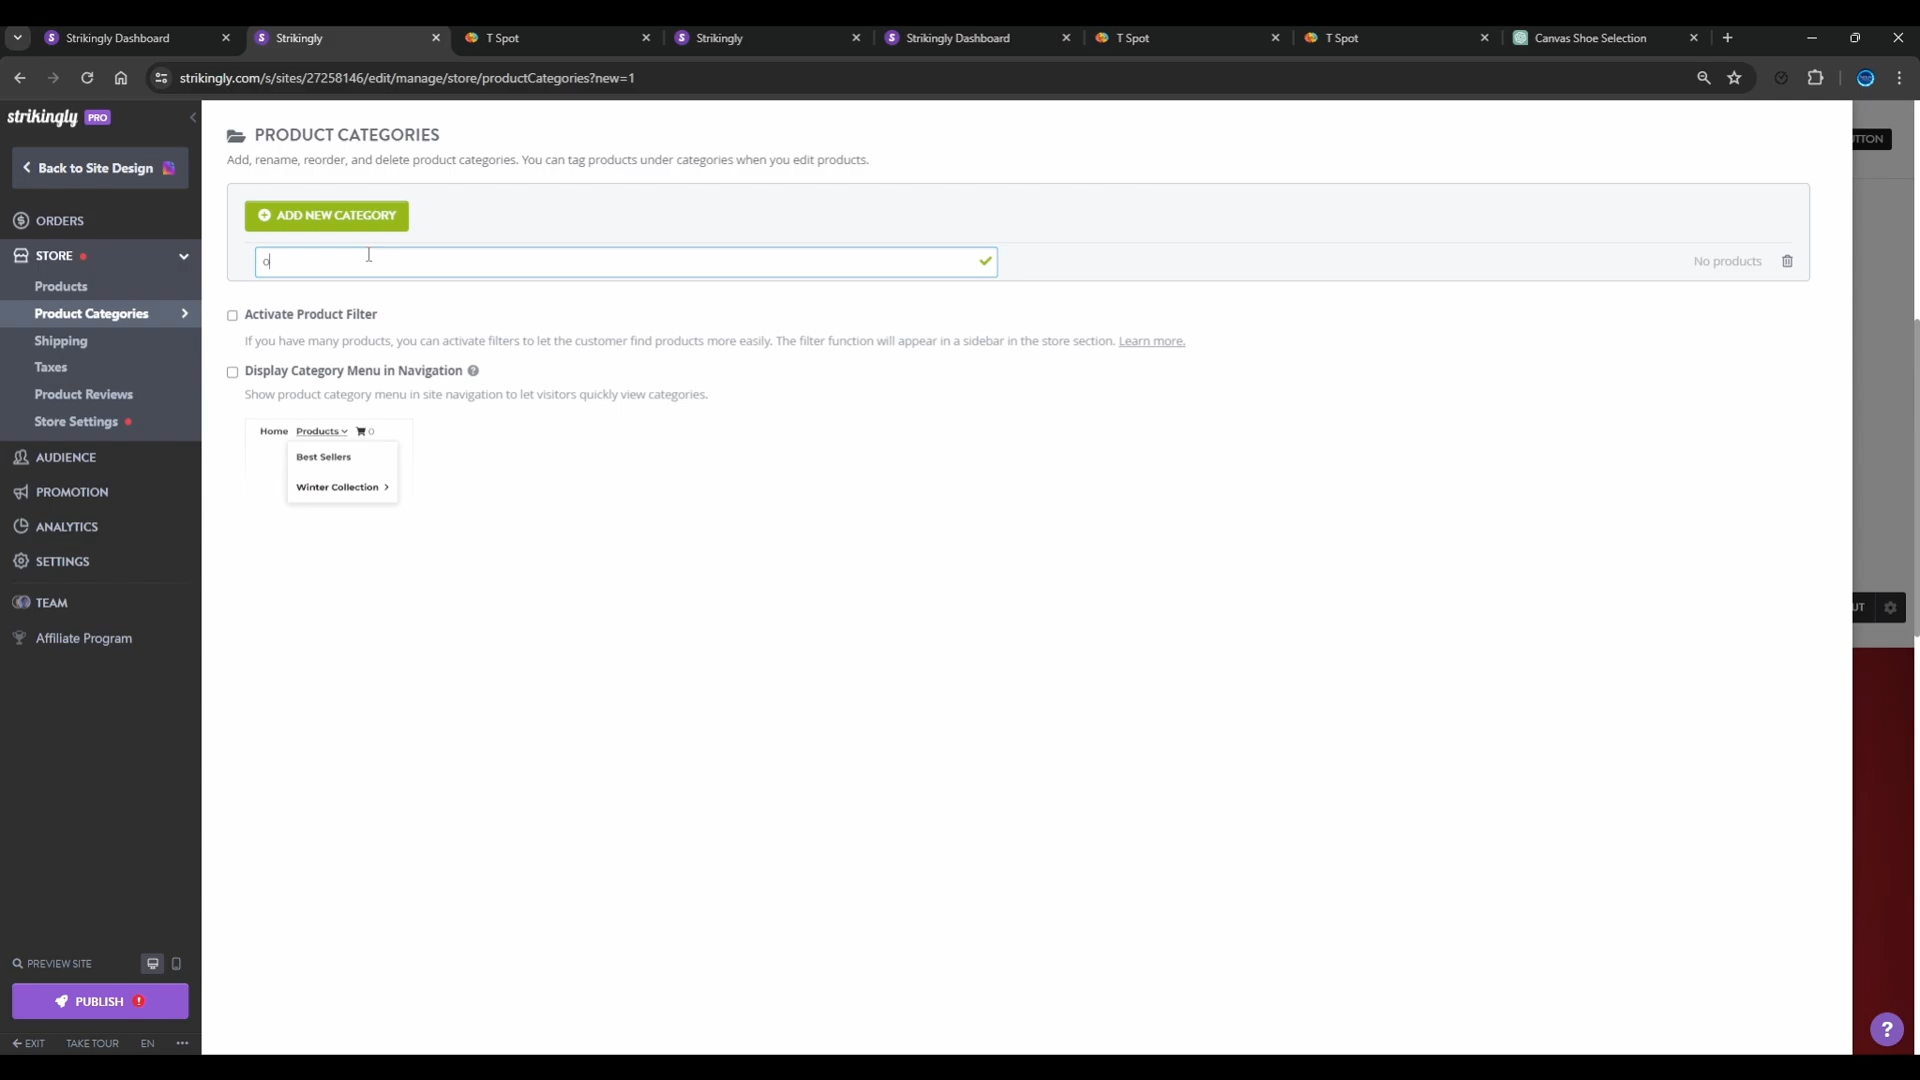 Strikingly Dashboard
Strikingly
T Spot
Strikingly
Strikingly Dashboard
T Spot
T Spot
Canvas Shoe Selection
strikingly.com/s/sites/27258146/edit/manage/store/productCategories?new=1
strikingly PRO
Back to Site Design
ORDERS
STORE
Products
Product Categories
Shipping
Taxes
Product Reviews
Store Settings
AUDIENCE
PROMOTION
ANALYTICS
SETTINGS
TEAM
Affiliate Program
PREVIEW SITE
PUBLISH
EXIT TAKE TOUR EN
PRODUCT CATEGORIES
Add, rename, reorder, and delete product categories. You can tag products under categories when you edit products.
ADD NEW CATEGORY
o
No products
Activate Product Filter
If you have many products, you can activate filters to let the customer find products more easily. The filter function will appear in a sidebar in the store section. Learn more.
Display Category Menu in Navigation
Show product category menu in site navigation to let visitors quickly view categories.
Home Products 0
Best Sellers
Winter Collection